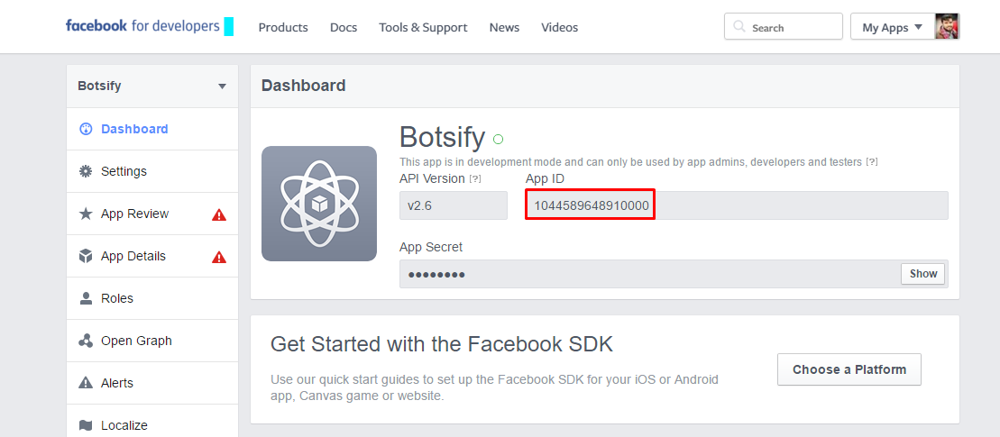 facebook for developers Products Docs Tools & Support News Videos Search My Apps
Botsify
Dashboard
Settings
App Review
App Details
Roles
Open Graph
Alerts
Localize
Dashboard
Botsify
This app is in development mode and can only be used by app admins, developers and testers [?]
API Version [?] App ID
v2.6 1044589648910000
App Secret
●●●●●●●● Show
Get Started with the Facebook SDK
Use our quick start guides to set up the Facebook SDK for your iOS or Android
app, Canvas game or website.
Choose a Platform